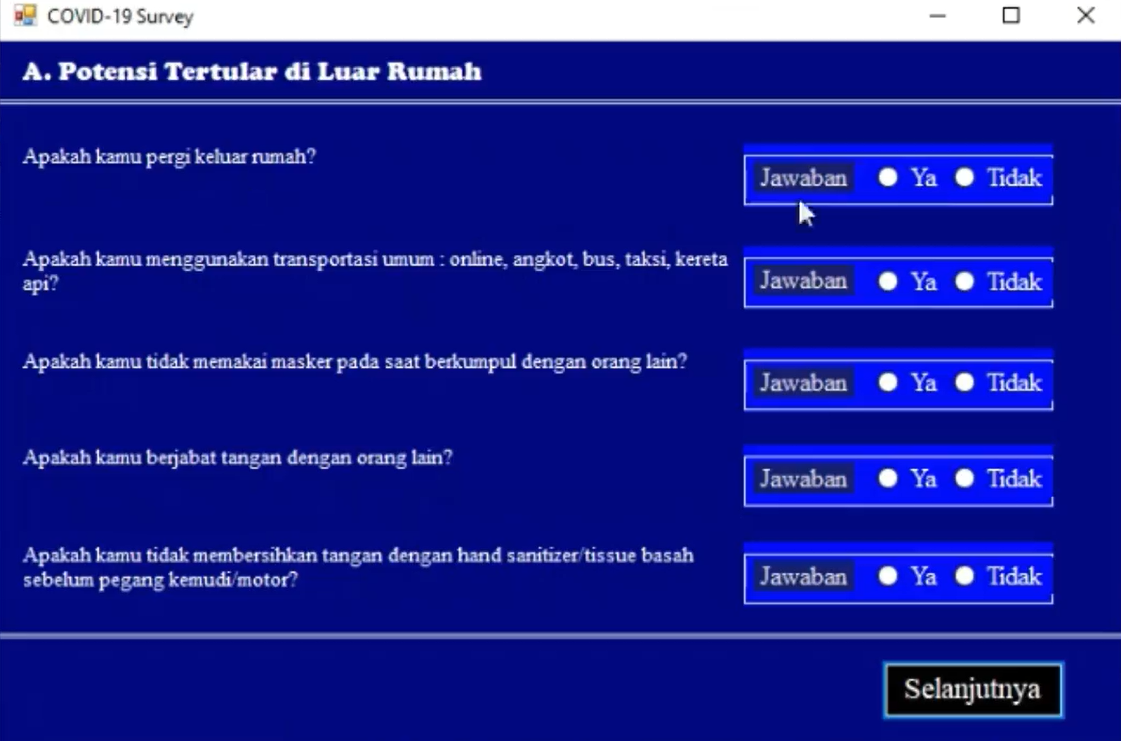 COVID-19 Survey
A. Potensi Tertular di Luar Rumah
Apakah kamu pergi keluar rumah?
Jawaban Ya Tidak
Apakah kamu menggunakan transportasi umum : online, angkot, bus, taksi, kereta
api?
Jawaban Ya Tidak
Apakah kamu tidak memakai masker pada saat berkumpul dengan orang lain?
Jawaban Ya Tidak
Apakah kamu berjabat tangan dengan orang lain?
Jawaban Ya Tidak
Apakah kamu tidak membersihkan tangan dengan hand sanitizer/tissue basah
sebelum pegang kemudi/motor?
Jawaban Ya Tidak
Selanjutnya